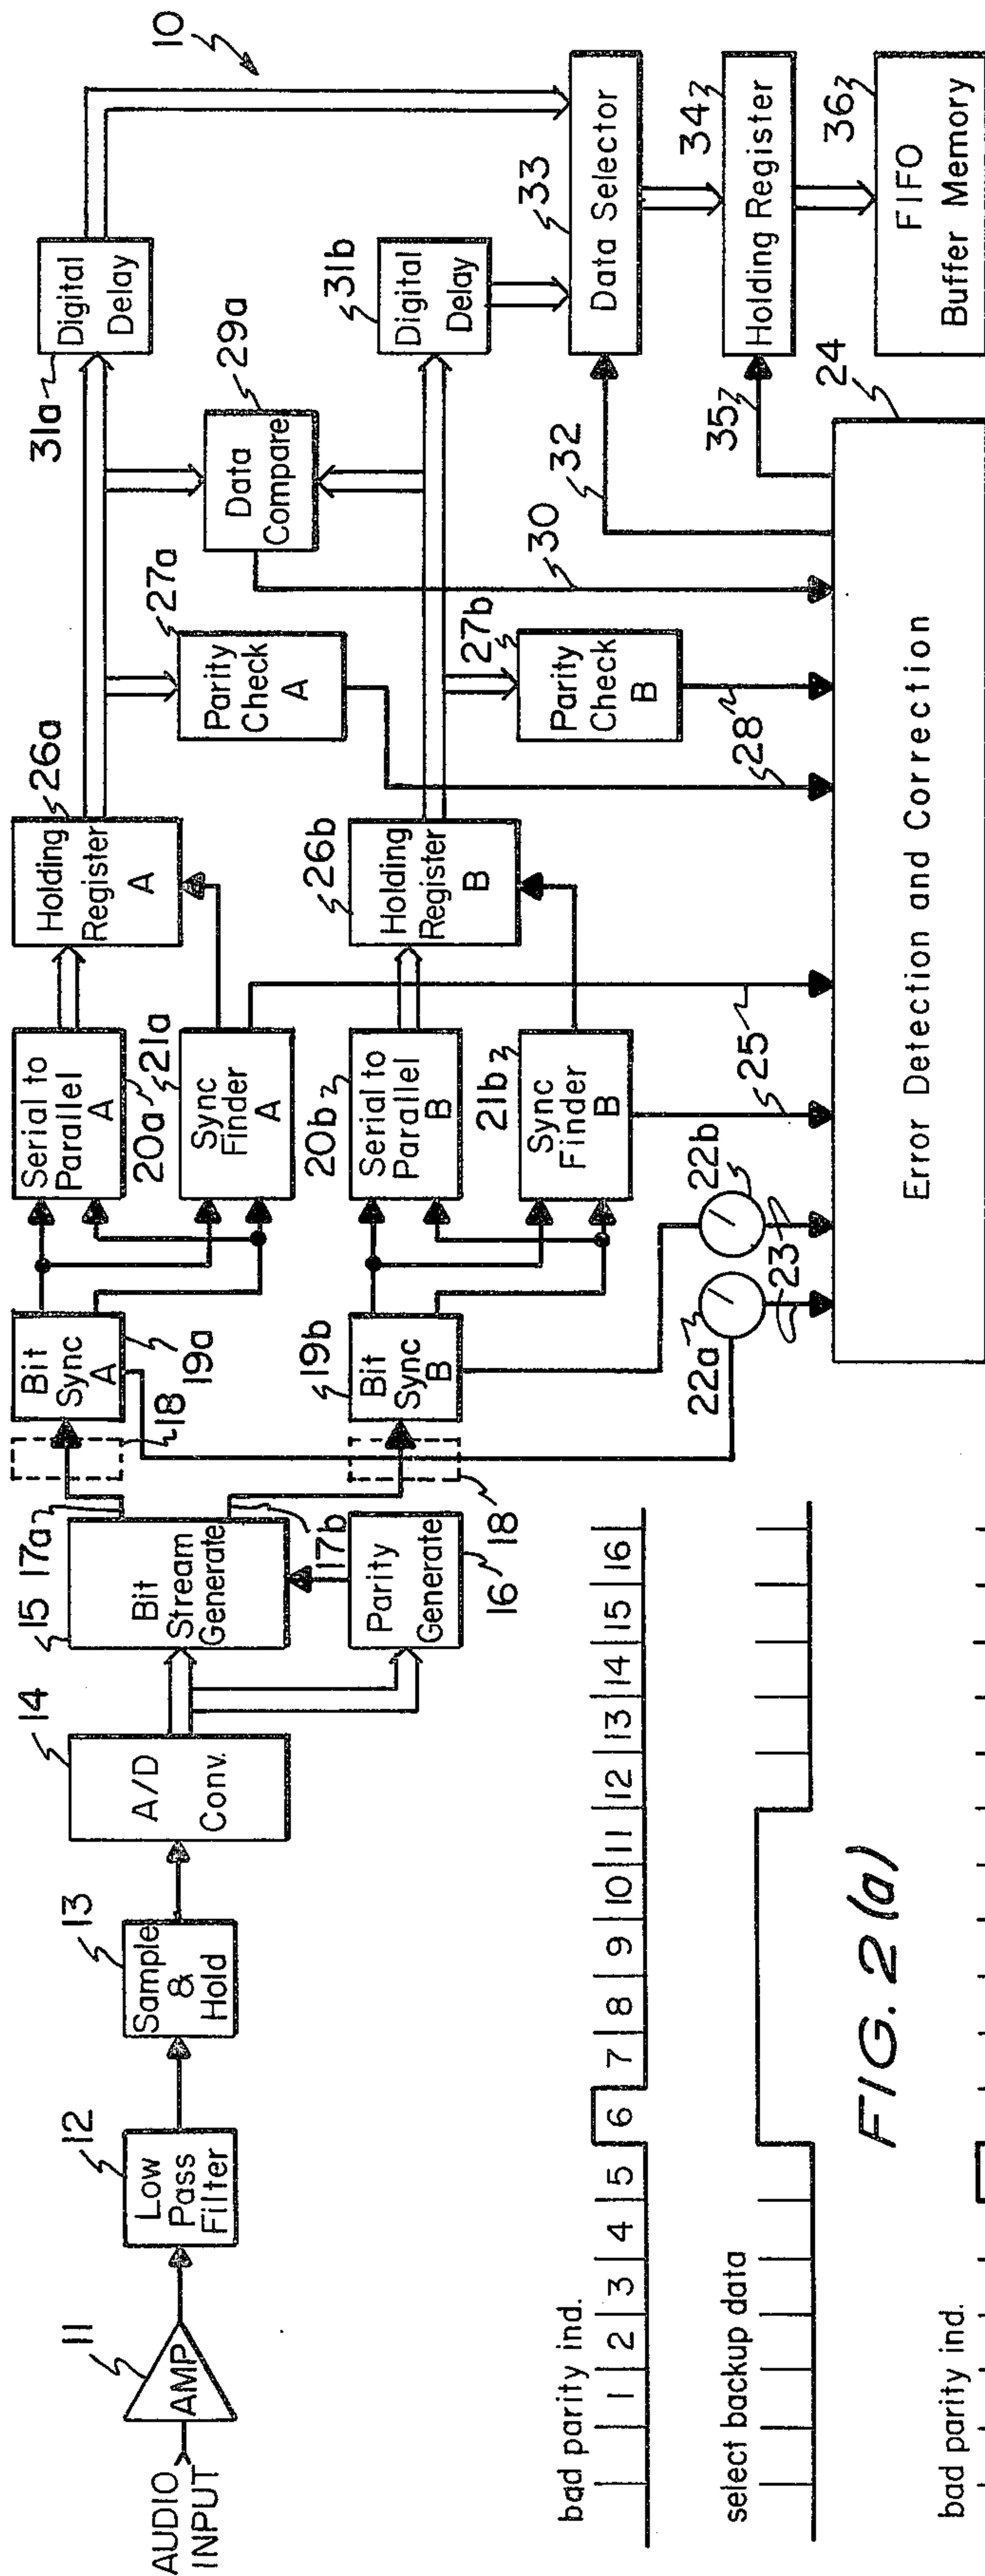 10
AUDIO
INPUT
11
AMP
12
Low
Pass
Filter
13
Sample
&
Hold
14
A/D
Conv.
15
Bit
Stream
Generate
17a
17b
Parity
Generate
16
18
18
Bit
Sync
A
19a
Bit
Sync
B
19b
Serial to
Parallel
A
20a
21a
Sync
Finder
A
Serial to
Parallel
B
20b
21b
Sync
Finder
B
22a
22b
23
25
Holding
Register
A
26a
Holding
Register
B
26b
Parity
Check
A
27a
Parity
Check
B
27b
28
Data
Compare
29a
30
Digital
Delay
31a
Digital
Delay
31b
32
Data Selector
33
Holding Register
34
35
FIFO
Buffer Memory
36
24
Error Detection and Correction
bad parity ind.
1 2 3 4 5 6 7 8 9 10 11 12 13 14 15 16
select backup data
FIG. 2 (a)
bad parity ind.